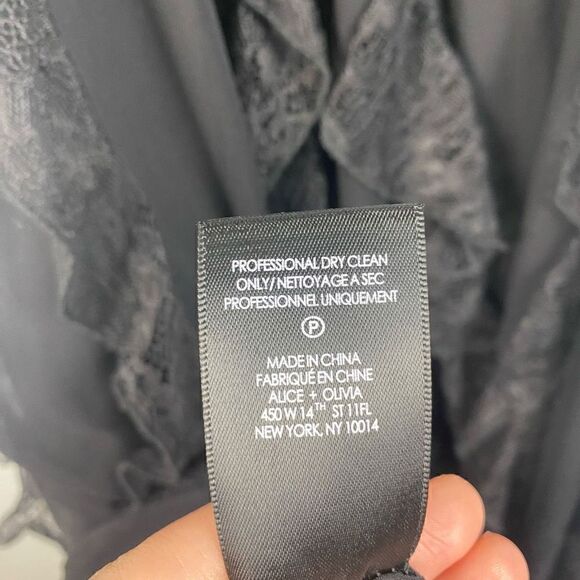 PROFESSIONAL DRY CLEAN
ONLY/ NETTOYAGE A SEC
PROFESSIONNEL UNIQUEMENT
P
MADE IN CHINA
FABRIQUÉ EN CHINE
ALICE + OLIVIA
450 W 14TH ST 11FL
NEW YORK, NY 10014